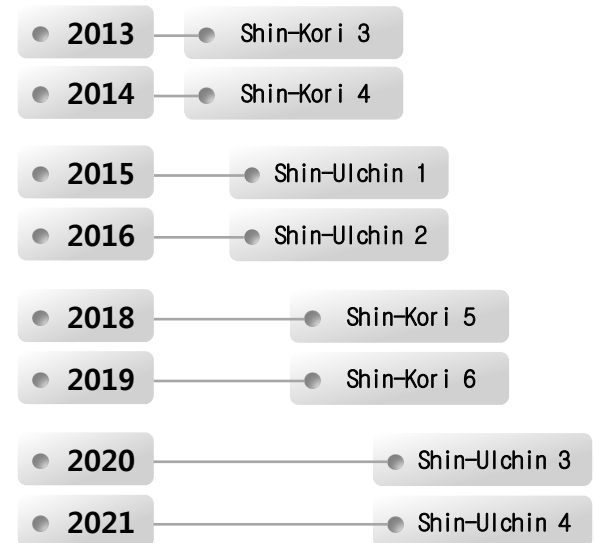 2013 Shin-Kori 3
2014 Shin-Kori 4
2015 Shin-Ulchin 1
2016 Shin-Ulchin 2
2018 Shin-Kori 5
2019 Shin-Kori 6
2020 Shin-Ulchin 3
2021 Shin-Ulchin 4